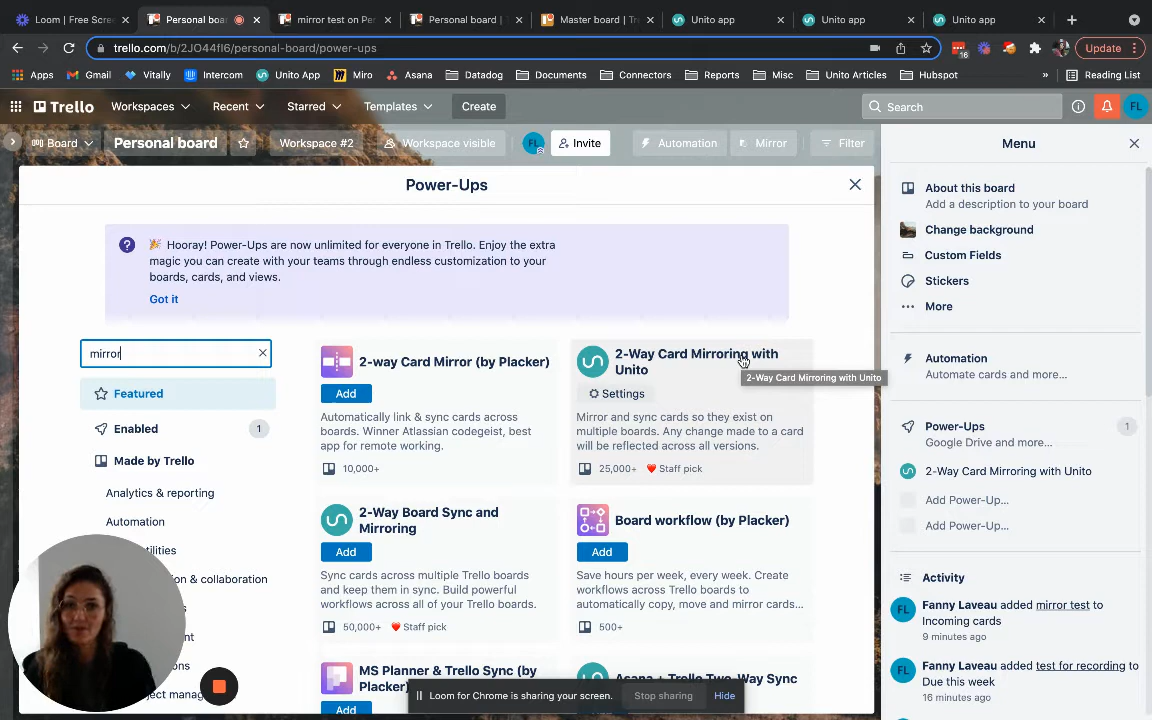 Loom | Free Scree
Personal boa
mirror test on Per
Personal board | T
Master board | Tre
Unito app
Unito app
Unito app
Update
trello.com/b/2JO44fl6/personal-board/power-ups
16
Apps
Gmail
Vitally
Intercom
Unito App
Miro
Asana
Datadog
Documents
Connectors
Reports
Misc
Unito Articles
Hubspot
»
Reading List
Trello
Workspaces
Recent
Starred
Templates
Create
Search
FL
Board
Personal board
Workspace #2
Workspace visible
FL
Invite
Automation
Mirror
Filter
Menu
Power-Ups
Hooray! Power-Ups are now unlimited for everyone in Trello. Enjoy the extra
magic you can create with your teams through endless customization to your
boards, cards, and views.
Got it
mirror
Featured
Enabled
1
Made by Trello
Analytics & reporting
Automation
tilities
n & collaboration
s
nt
ons
ject manag
2-way Card Mirror (by Placker)
Add
Automatically link & sync cards across
boards. Winner Atlassian codegeist, best
app for remote working.
10,000+
2-Way Card Mirroring with
Unito
Settings
Mirror and sync cards so they exist on
multiple boards. Any change made to a card
will be reflected across all versions.
25,000+
Staff pick
2-Way Card Mirroring with Unito
2-Way Board Sync and
Mirroring
Add
Sync cards across multiple Trello boards
and keep them in sync. Build powerful
workflows across all of your Trello boards.
50,000+
Staff pick
Board workflow (by Placker)
Add
Save hours per week, every week. Create
workflows across Trello boards to
automatically copy, move and mirror cards...
500+
MS Planner & Trello Sync (by
Placker)
Add
Asana + Trello Two-Way Sync
Loom for Chrome is sharing your screen.
Stop sharing
Hide
About this board
Add a description to your board
Change background
Custom Fields
Stickers
More
Automation
Automate cards and more...
Power-Ups
1
Google Drive and more...
2-Way Card Mirroring with Unito
Add Power-Up...
Add Power-Up...
Activity
FL
Fanny Laveau added mirror test to
Incoming cards
9 minutes ago
FL
Fanny Laveau added test for recording to
Due this week
16 minutes ago